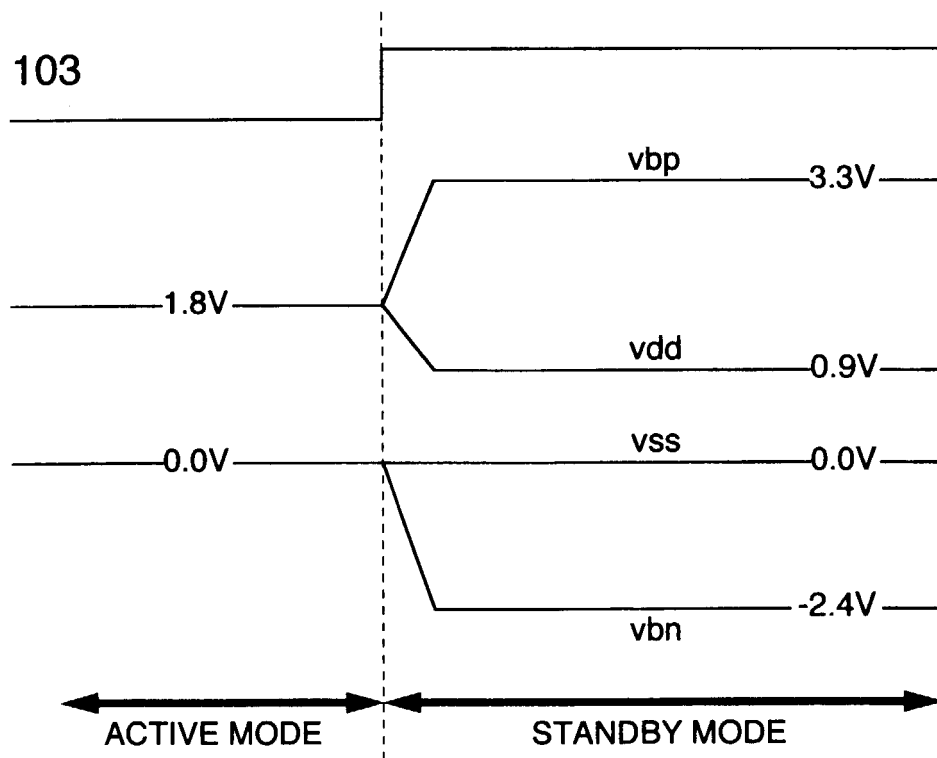 103
vbp
3.3V
1.8V
vdd
0.9V
0.0V
vss
0.0V
-2.4V
vbn
ACTIVE MODE
STANDBY MODE